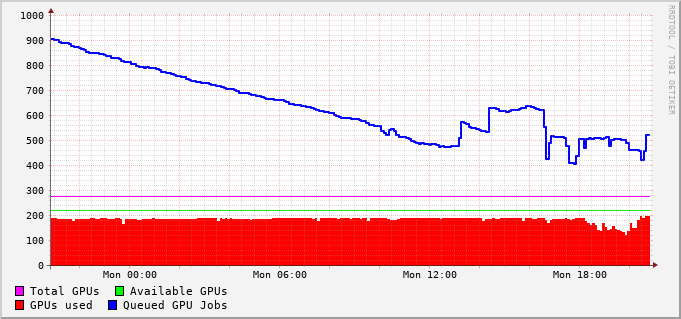 1000
900
800
700
600
500
400
300
200
100
0
Mon 00:00 Mon 06:00 Mon 12:00 Mon 18:00
Total GPUs Available GPUs
GPUs used Queued GPU Jobs
RRDTOOL / TOBI OETIKER